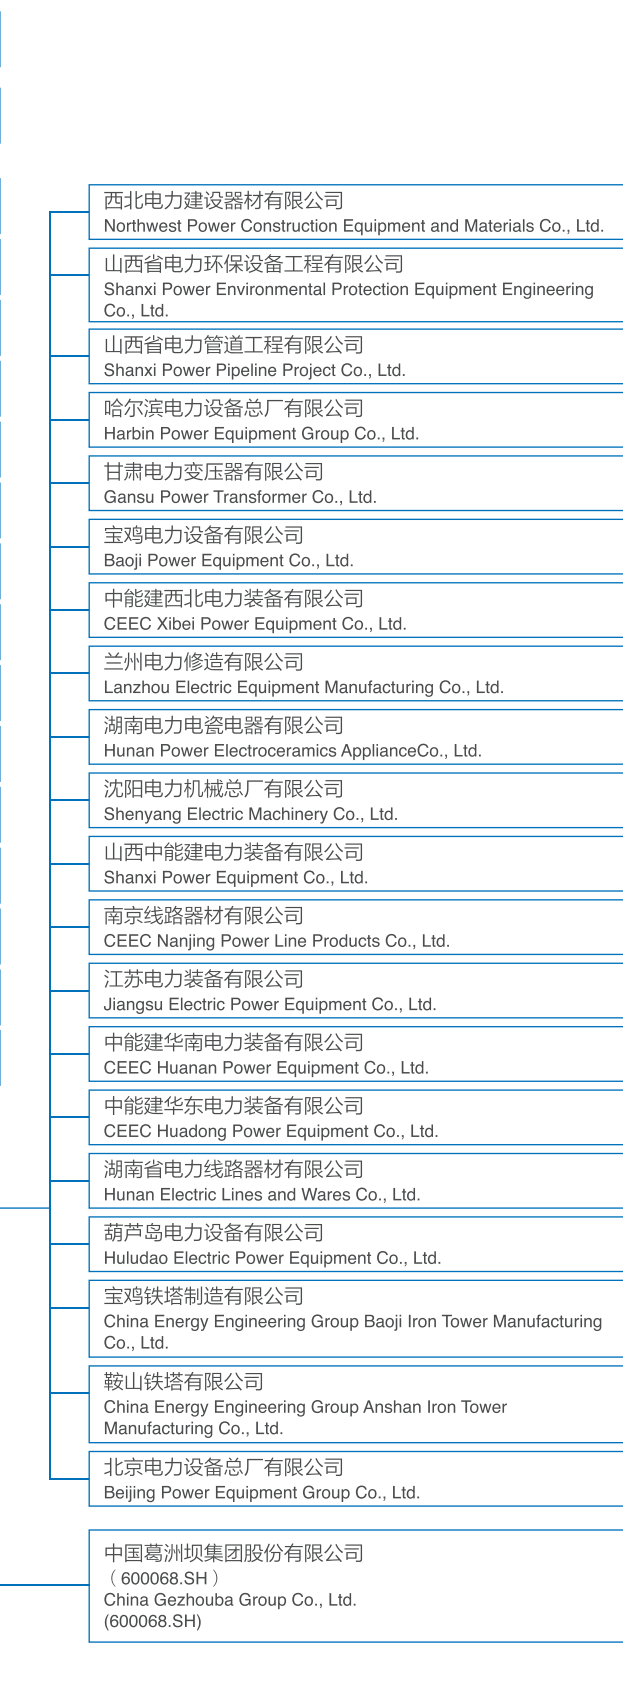 西北电力建设器材有限公司
Northwest Power Construction Equipment and Materials Co., Ltd.
山西省电力环保设备工程有限公司
Shanxi Power Environmental Protection Equipment Engineering
Co., Ltd.
山西省电力管道工程有限公司
Shanxi Power Pipeline Project Co., Ltd.
哈尔滨电力设备总厂有限公司
Harbin Power Equipment Group Co., Ltd.
甘肃电力变压器有限公司
Gansu Power Transformer Co., Ltd.
宝鸡电力设备有限公司
Baoji Power Equipment Co., Ltd.
中能建西北电力装备有限公司
CEEC Xibei Power Equipment Co., Ltd.
兰州电力修造有限公司
Lanzhou Electric Equipment Manufacturing Co., Ltd.
湖南电力电瓷电器有限公司
Hunan Power Electroceramics ApplianceCo., Ltd.
沈阳电力机械总厂有限公司
Shenyang Electric Machinery Co., Ltd.
山西中能建电力装备有限公司
Shanxi Power Equipment Co., Ltd.
南京线路器材有限公司
CEEC Nanjing Power Line Products Co., Ltd.
江苏电力装备有限公司
Jiangsu Electric Power Equipment Co., Ltd.
中能建华南电力装备有限公司
CEEC Huanan Power Equipment Co., Ltd.
中能建华东电力装备有限公司
CEEC Huadong Power Equipment Co., Ltd.
湖南省电力线路器材有限公司
Hunan Electric Lines and Wares Co., Ltd.
葫芦岛电力设备有限公司
Huludao Electric Power Equipment Co., Ltd.
宝鸡铁塔制造有限公司
China Energy Engineering Group Baoji Iron Tower Manufacturing
Co., Ltd.
鞍山铁塔有限公司
China Energy Engineering Group Anshan Iron Tower
Manufacturing Co., Ltd.
北京电力设备总厂有限公司
Beijing Power Equipment Group Co., Ltd.
中国葛洲坝集团股份有限公司
（600068.SH）
China Gezhouba Group Co., Ltd.
(600068.SH)